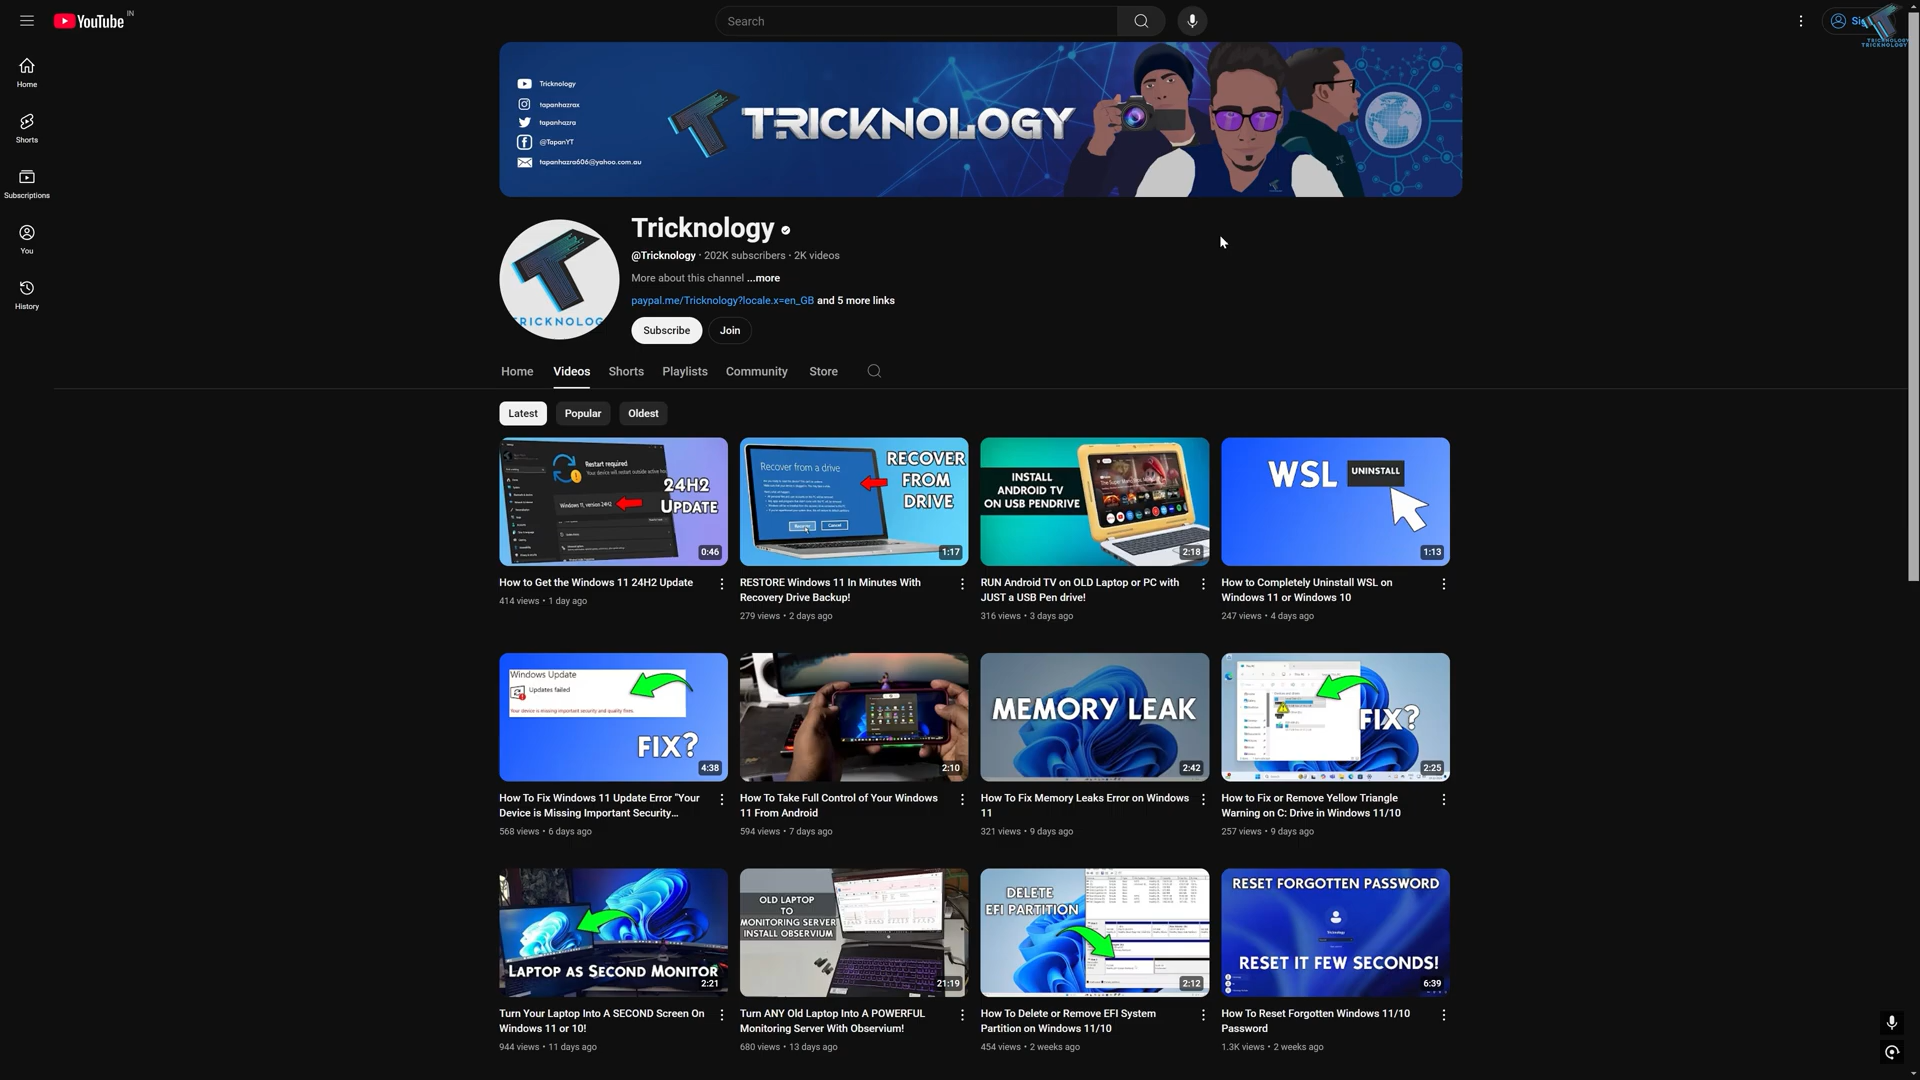 YouTube IN
Search
TRICKNOLOGY
Home
Shorts
Subscriptions
You
History
Tricknology
tapanhazrax
tapanhazra
@TapanYT
tapanhazra606@yahoo.com.au
TRICKNOLOGY
Tricknology
@Tricknology · 202K subscribers · 2K videos
More about this channel ...more
paypal.me/Tricknology?locale.x=en_GB and 5 more links
Subscribe Join
Home Videos Shorts Playlists Community Store
Latest Popular Oldest
Restart required
Windows 11, version 24H2
24H2
UPDATE
0:46
Recover from a drive
Cancel
RECOVER
FROM
DRIVE
1:17
INSTALL
ANDROID TV
ON USB PENDRIVE
2:18
WSL UNINSTALL
1:13
How to Get the Windows 11 24H2 Update
414 views • 1 day ago
RESTORE Windows 11 In Minutes With
Recovery Drive Backup!
279 views • 2 days ago
RUN Android TV on OLD Laptop or PC with
JUST a USB Pen drive!
316 views • 3 days ago
How to Completely Uninstall WSL on
Windows 11 or Windows 10
247 views • 4 days ago
Windows Update
Updates failed
Your device is missing important security and quality fixes.
FIX?
4:38
2:10
MEMORY LEAK
2:42
FIX?
2:25
How To Fix Windows 11 Update Error "Your
Device is Missing Important Security...
568 views • 6 days ago
How To Take Full Control of Your Windows
11 From Android
594 views • 7 days ago
How To Fix Memory Leaks Error on Windows
11
321 views • 9 days ago
How to Fix or Remove Yellow Triangle
Warning on C: Drive in Windows 11/10
257 views • 9 days ago
LAPTOP AS SECOND MONITOR
2:21
OLD LAPTOP
TO
MONITORING SERVER
INSTALL OBSERVIUM
21:19
DELETE
EFI PARTITION
2:12
RESET FORGOTTEN PASSWORD
Tricknology
RESET IT FEW SECONDS!
6:39
Turn Your Laptop Into A SECOND Screen On
Windows 11 or 10!
944 views • 11 days ago
Turn ANY Old Laptop Into A POWERFUL
Monitoring Server With Observium!
680 views • 13 days ago
How To Delete or Remove EFI System
Partition on Windows 11/10
454 views • 2 weeks ago
How To Reset Forgotten Windows 11/10
Password
1.3K views • 2 weeks ago